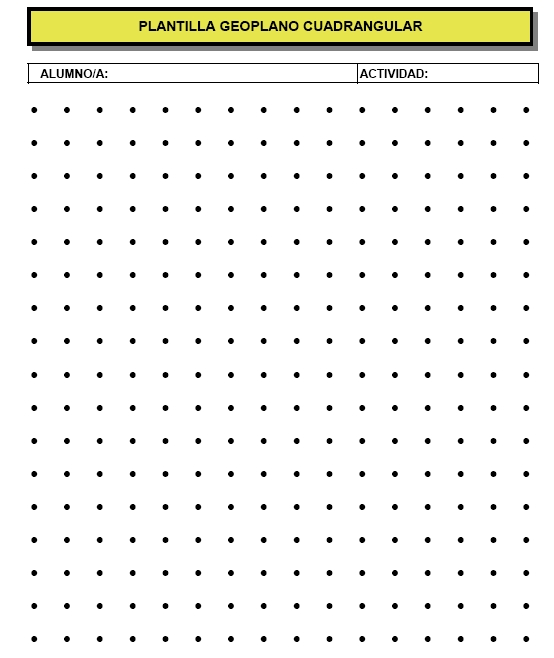 PLANTILLA GEOPLANO CUADRANGULAR
ALUMNO/A: ACTIVIDAD: